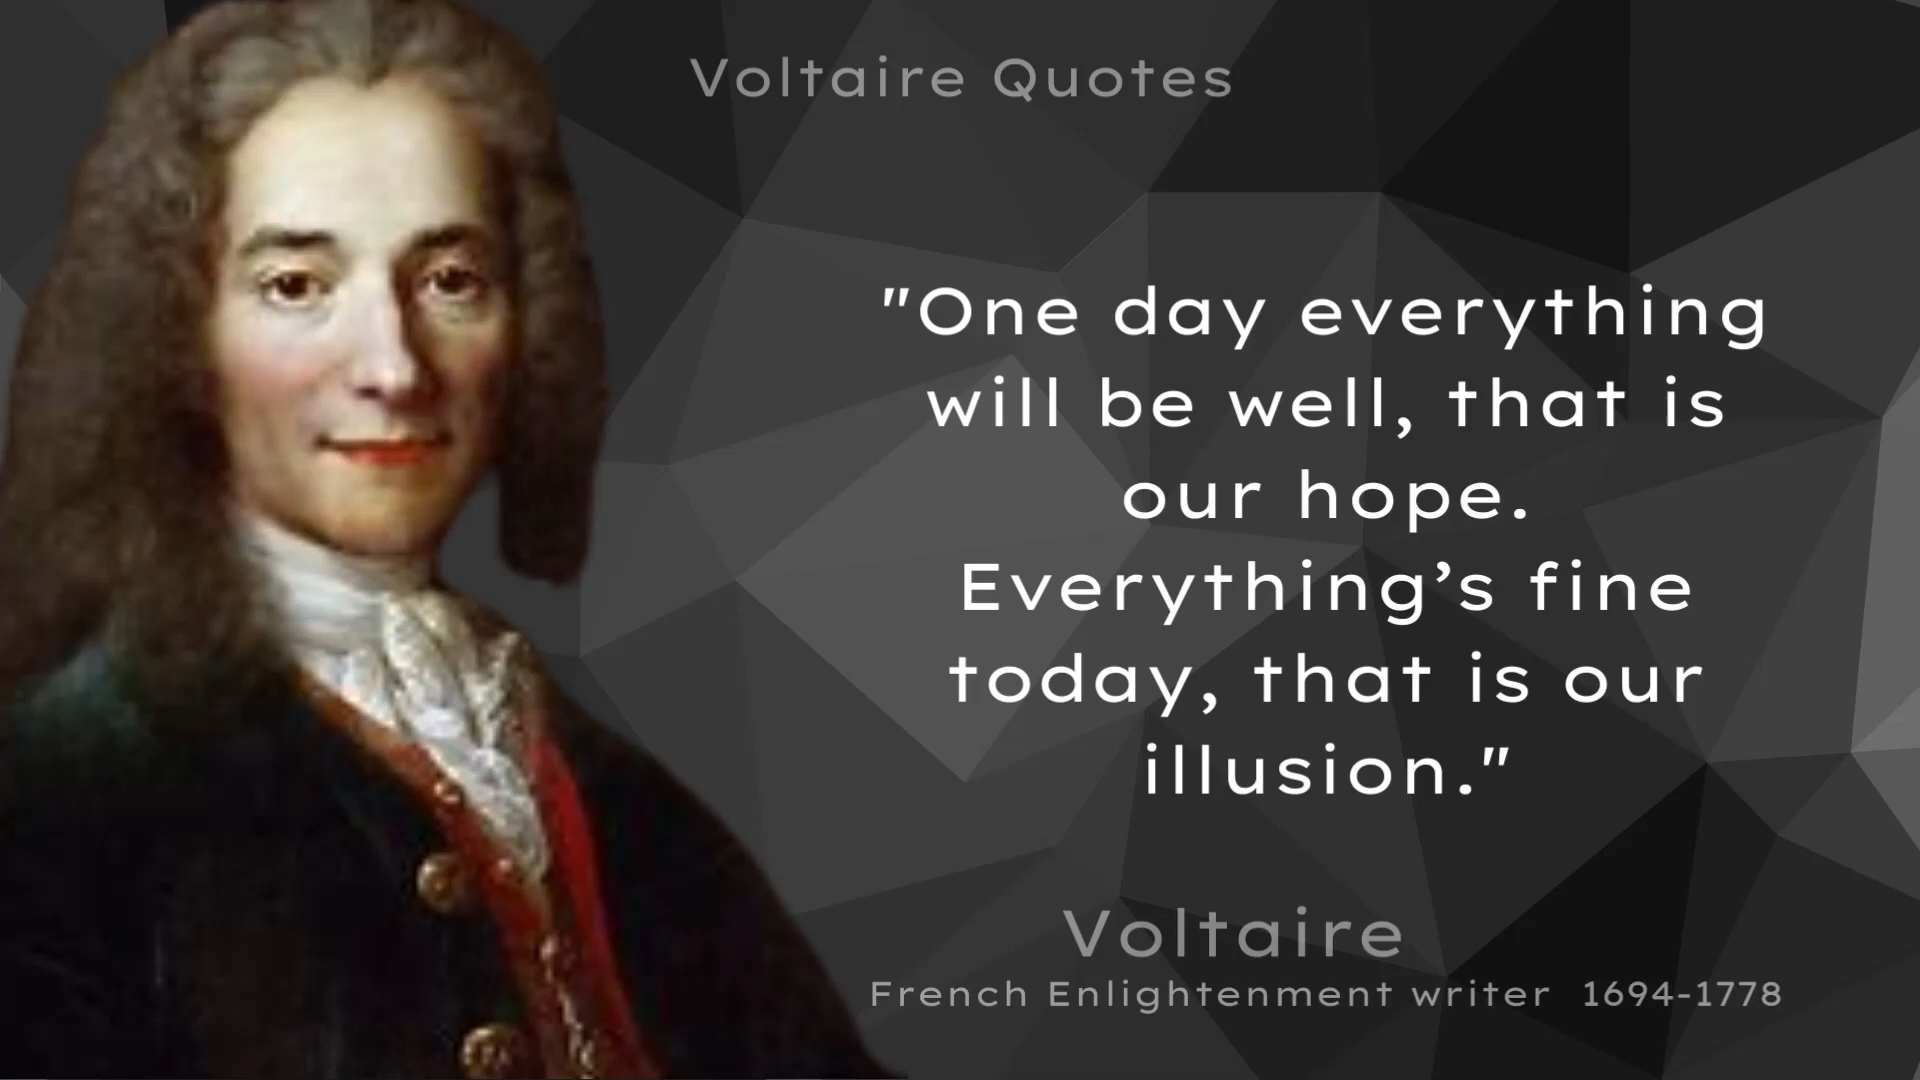 Voltaire Quotes
"One day everything
will be well, that is
our hope.
Everything’s fine
today, that is our
illusion."
Voltaire
French Enlightenment writer 1694-1778